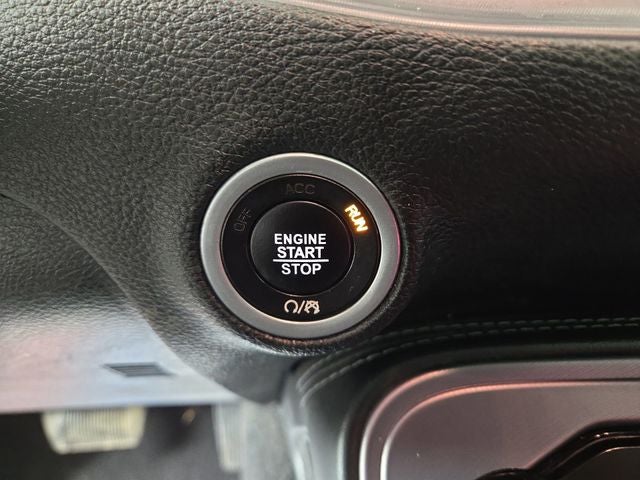 OFF
ACC
RUN
ENGINE
START
STOP